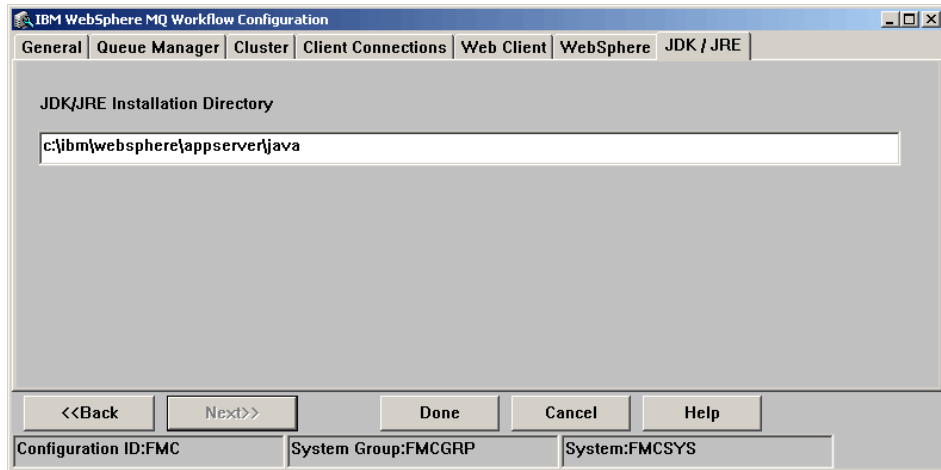 IBM WebSphere MQ Workflow Configuration
General Queue Manager Cluster Client Connections Web Client WebSphere JDK / JRE
JDK/JRE Installation Directory
c:\ibm\websphere\appserver\java
<<Back Next>> Done Cancel Help
Configuration ID:FMC System Group:FMCGRP System:FMCSYS